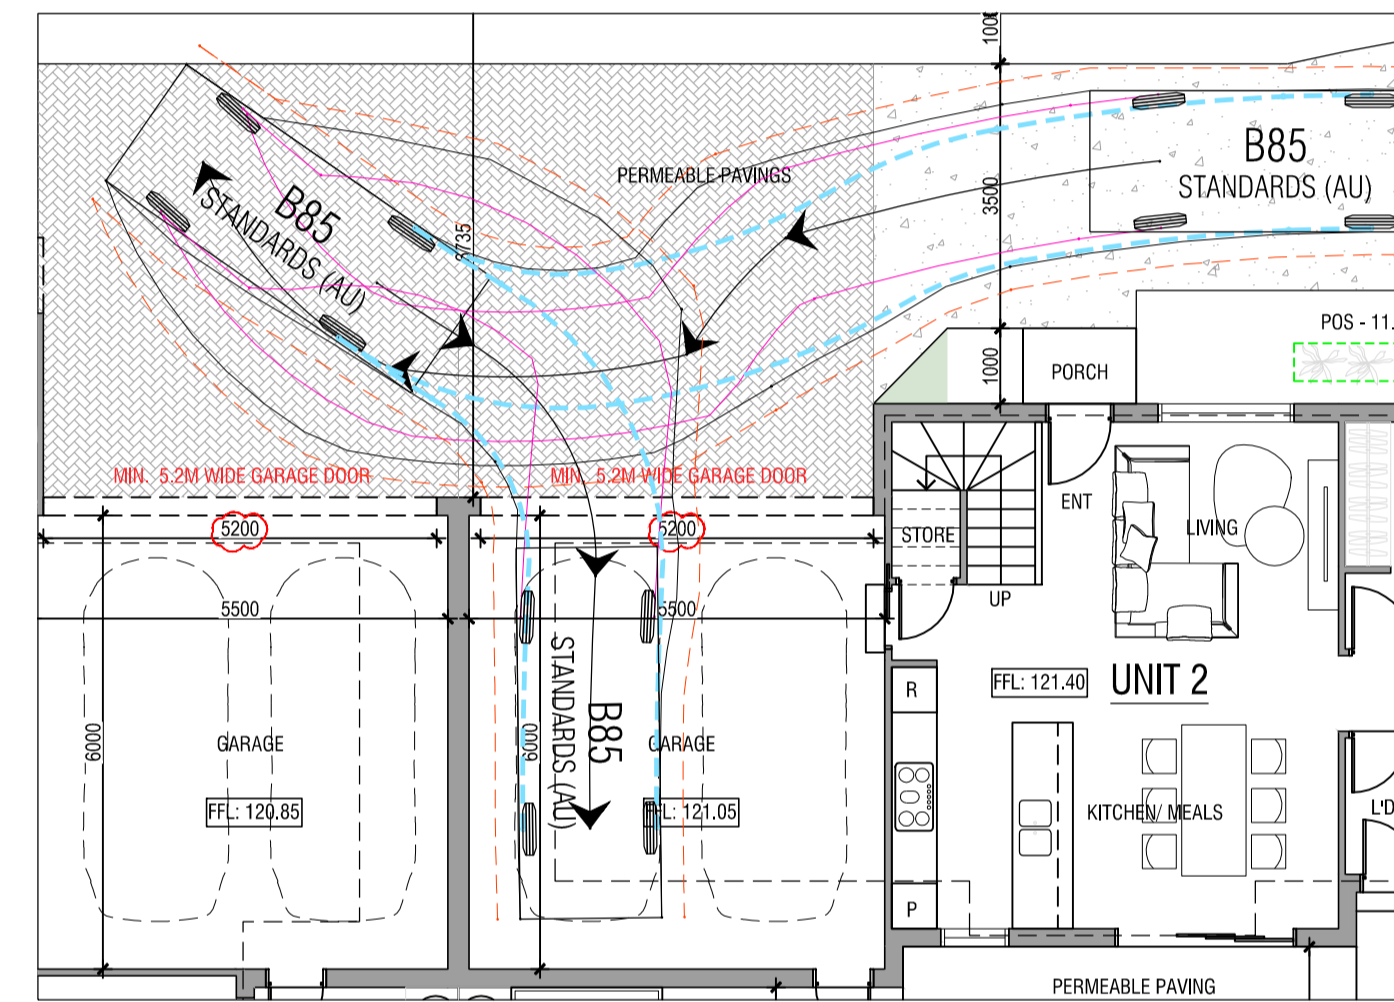 1000
B85
STANDARDS (AU)
PERMEABLE PAVINGS
3500
B85
STANDARDS (AU)
POS - 11.
1000
PORCH
MIN. 5.2M WIDE GARAGE DOOR
MIN. 5.2M WIDE GARAGE DOOR
ENT
LIVING
5200
5200
STORE
UP
5500
5500
FFL: 121.40
UNIT 2
R
6000
GARAGE
6000
B85
STANDARDS (AU)
GARAGE
FFL: 120.85
FFL: 121.05
KITCHEN/ MEALS
L'D
P
PERMEABLE PAVING